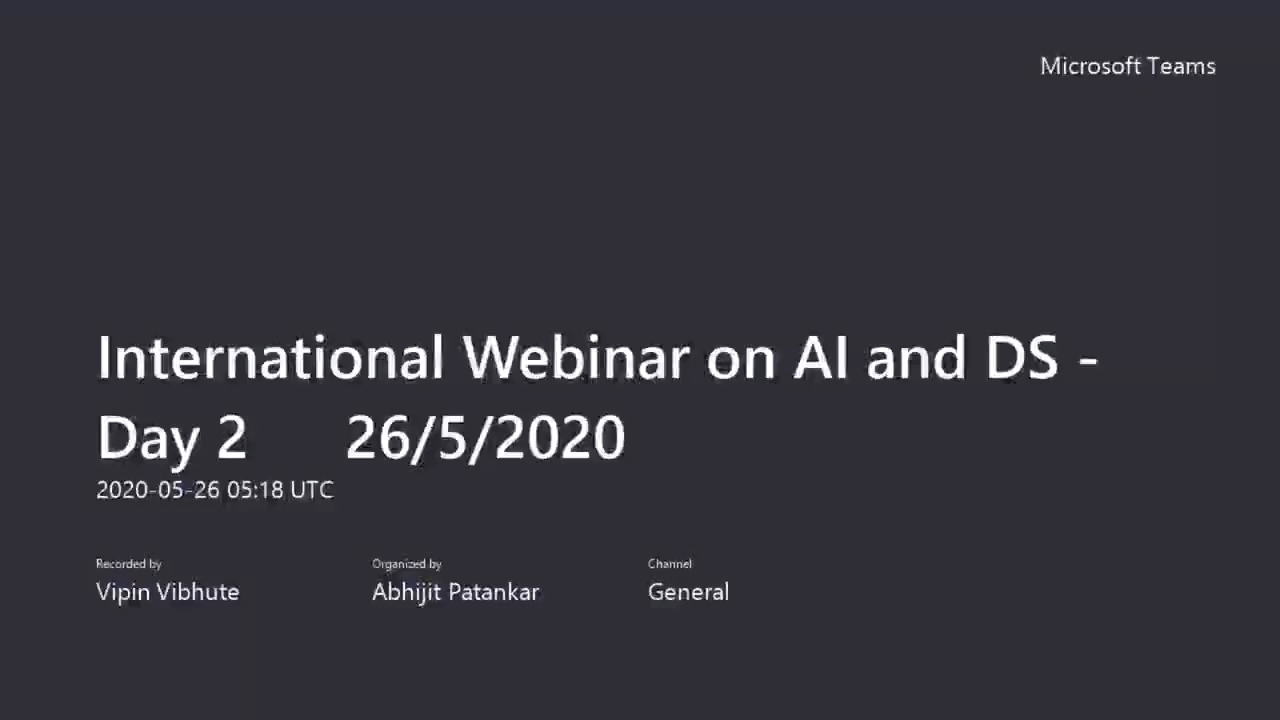 Microsoft Teams
International Webinar on AI and DS -
Day 2 26/5/2020
2020-05-26 05:18 UTC
Recorded by Organized by Channel
Vipin Vibhute Abhijit Patankar General